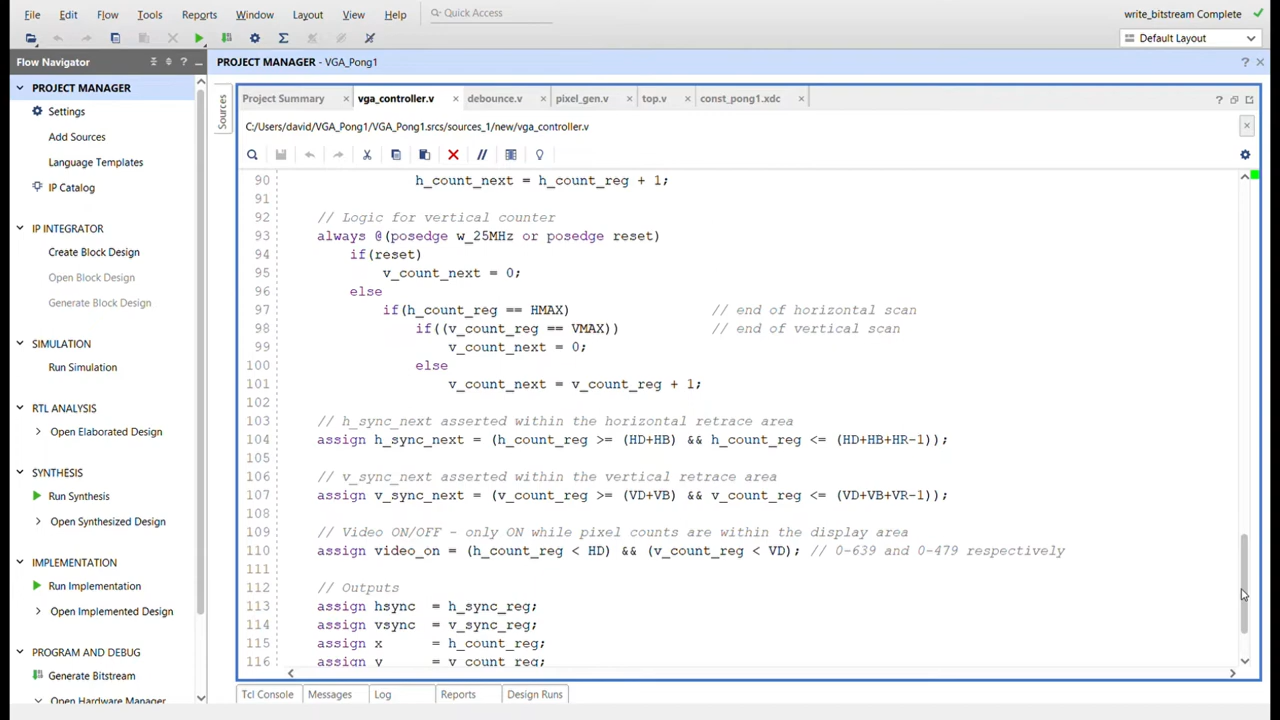 File Edit Flow Tools Reports Window Layout View Help Quick Access write_bitstream Complete
Default Layout
Flow Navigator ? PROJECT MANAGER - VGA_Pong1 ?
PROJECT MANAGER
Settings
Add Sources
Language Templates
IP Catalog
IP INTEGRATOR
Create Block Design
Open Block Design
Generate Block Design
SIMULATION
Run Simulation
RTL ANALYSIS
Open Elaborated Design
SYNTHESIS
Run Synthesis
Open Synthesized Design
IMPLEMENTATION
Run Implementation
Open Implemented Design
PROGRAM AND DEBUG
Generate Bitstream
Open Hardware Manager
Sources
Project Summary vga_controller.v debounce.v pixel_gen.v top.v const_pong1.xdc ?
C:/Users/david/VGA_Pong1/VGA_Pong1.srcs/sources_1/new/vga_controller.v
90 h_count_next = h_count_reg + 1;
91
92 // Logic for vertical counter
93 always @(posedge w_25MHz or posedge reset)
94 if(reset)
95 v_count_next = 0;
96 else
97 if(h_count_reg == HMAX) // end of horizontal scan
98 if((v_count_reg == VMAX)) // end of vertical scan
99 v_count_next = 0;
100 else
101 v_count_next = v_count_reg + 1;
102
103 // h_sync_next asserted within the horizontal retrace area
104 assign h_sync_next = (h_count_reg >= (HD+HB) && h_count_reg <= (HD+HB+HR-1));
105
106 // v_sync_next asserted within the vertical retrace area
107 assign v_sync_next = (v_count_reg >= (VD+VB) && v_count_reg <= (VD+VB+VR-1));
108
109 // Video ON/OFF - only ON while pixel counts are within the display area
110 assign video_on = (h_count_reg < HD) && (v_count_reg < VD); // 0-639 and 0-479 respectively
111
112 // Outputs
113 assign hsync = h_sync_reg;
114 assign vsync = v_sync_reg;
115 assign x = h_count_reg;
116 assign y = v_count_reg;
Tcl Console Messages Log Reports Design Runs